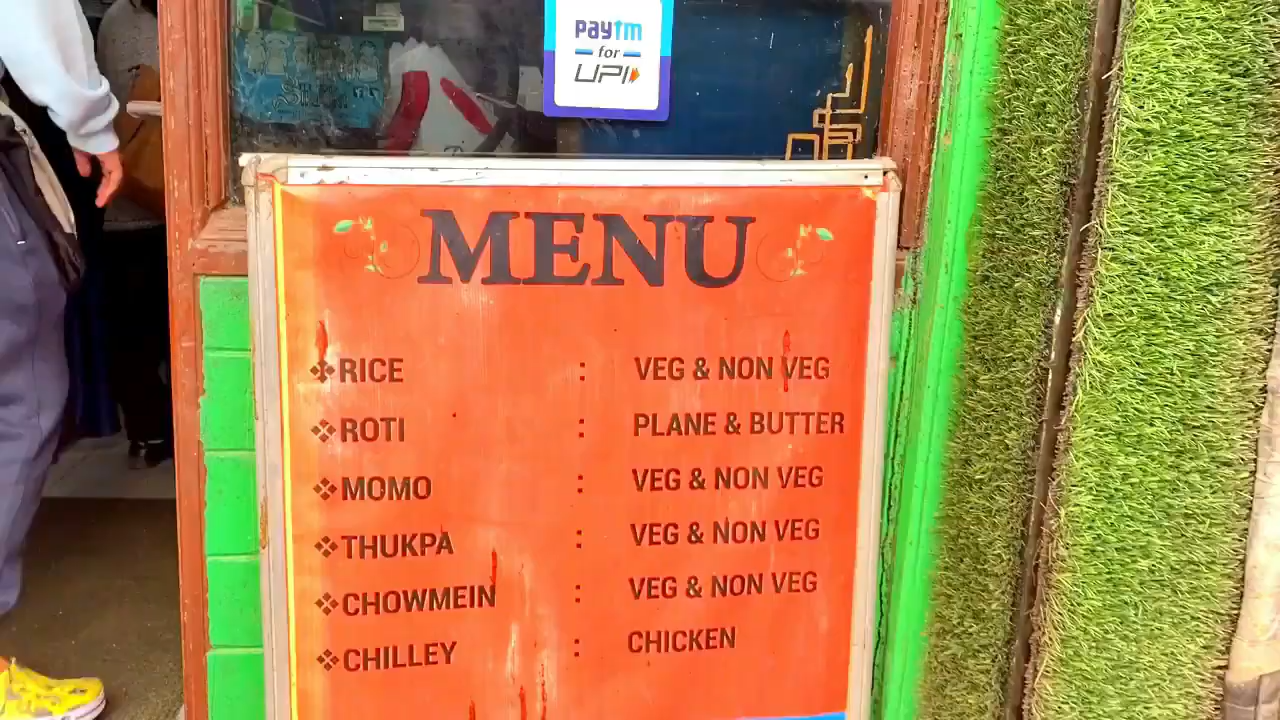 paytm
for
UPI
MENU
RICE : VEG & NON VEG
ROTI : PLANE & BUTTER
MOMO : VEG & NON VEG
THUKPA : VEG & NON VEG
CHOWMEIN : VEG & NON VEG
CHILLEY : CHICKEN